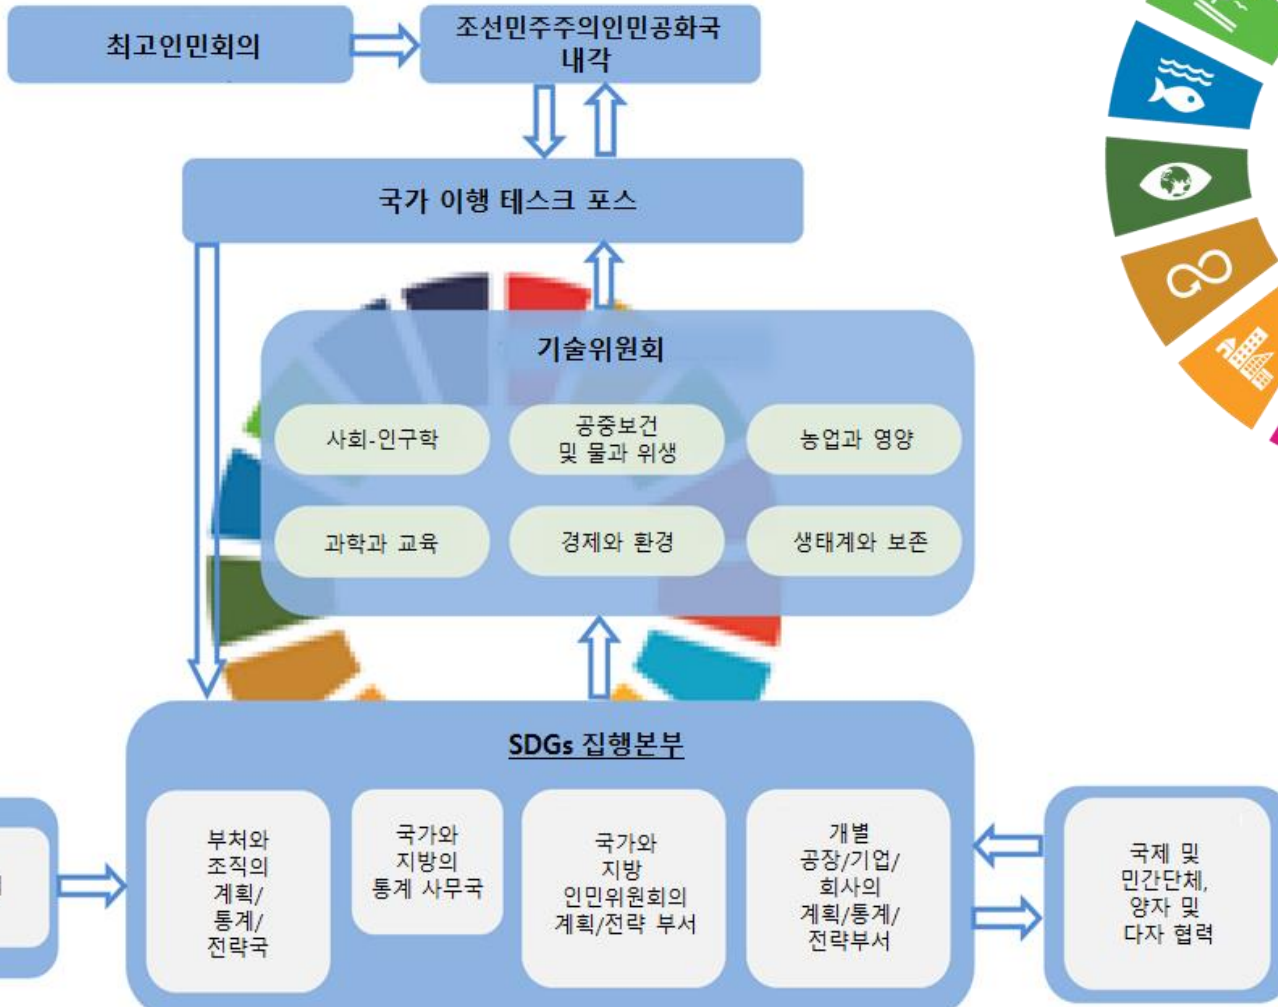 최고인민회의
조선민주주의인민공화국
내각
국가 이행 테스크 포스
기술위원회
사회-인구학
공중보건
및 물과 위생
농업과 영양
과학과 교육
경제와 환경
생태계와 보존
SDGs 집행본부
부처와
조직의
계획/
통계/
전략국
국가와
지방의
통계 사무국
국가와
지방
인민위원회의
계획/전략 부서
개별
공장/기업/
회사의
계획/통계/
전략부서
국제 및
민간단체,
양자 및
다자 협력